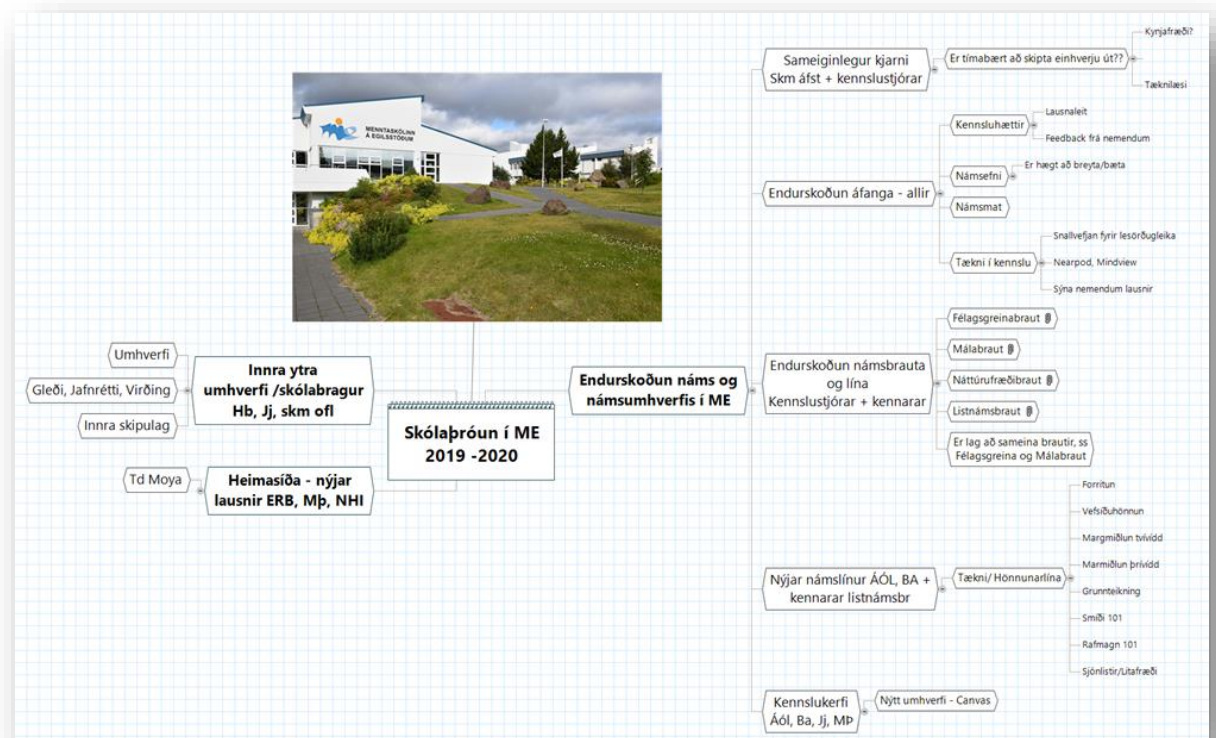 MENNTASKÓLINN
Á EGILSSTÖÐUM
Skólaþróun í ME
2019 -2020
Innra ytra
umhverfi /skólabragur
Hb, Jj, skm ofl
Umhverfi
Gleði, Jafnrétti, Virðing
Innra skipulag
Heimasíða - nýjar
lausnir ERB, Mþ, NHI
Td Moya
Endurskoðun náms og
námsumhverfis í ME
Sameiginlegur kjarni
Skm áfst + kennslustjórar
Er tímabært að skipta einhverju út??
Kynjafræði?
Tæknilæsi
Endurskoðun áfanga - allir
Kennsluhættir
Lausnaleit
Feedback frá nemendum
Námsefni
Er hægt að breyta/bæta
Námsmat
Tækni í kennslu
Snallvefjan fyrir lesörðugleika
Nearpod, Mindview
Sýna nemendum lausnir
Endurskoðun námsbrauta
og lína
Kennslustjórar + kennarar
Félagsgreinabraut
Málabraut
Náttúrufræðibraut
Listnámsbraut
Er lag að sameina brautir, ss
Félagsgreina og Málabraut
Nýjar námslínur ÁÓL, BA +
kennarar listnámsbr
Tækni/ Hönnunarlína
Forritun
Vefsíðuhönnun
Margmiðlun tvívídd
Marmiðlun þrívídd
Grunnteikning
Smíði 101
Rafmagn 101
Sjónlistir/Litafræði
Kennslukerfi
Áól, Ba, Jj, MÞ
Nýtt umhverfi - Canvas